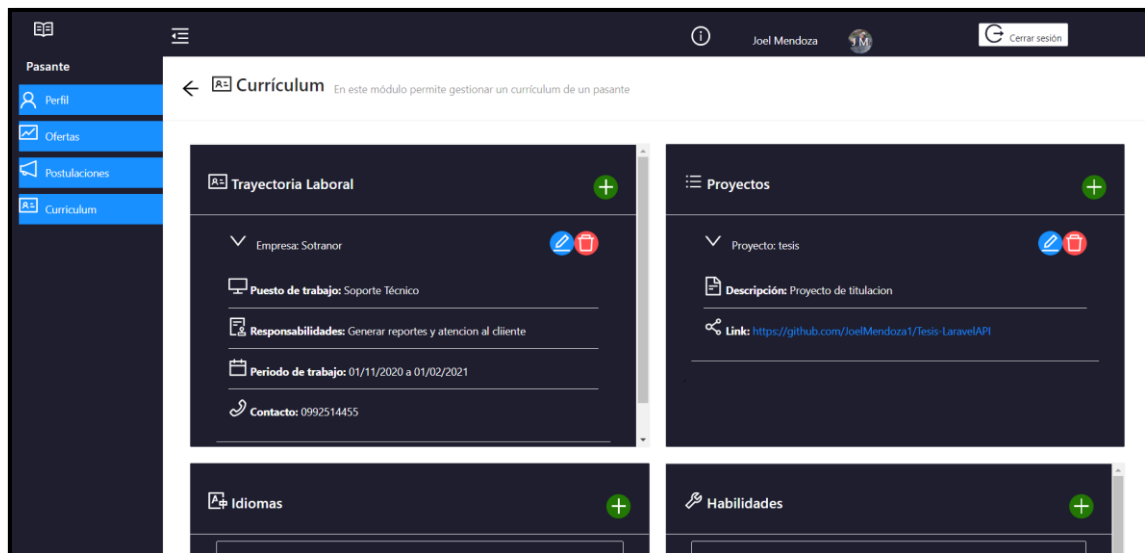 Joel Mendoza
Cerrar sesión
Pasante
Perfil
Ofertas
Postulaciones
Curriculum
Currículum En este módulo permite gestionar un currículum de un pasante
Trayectoria Laboral
Empresa: Sotranor
Puesto de trabajo: Soporte Técnico
Responsabilidades: Generar reportes y atencion al cliiente
Periodo de trabajo: 01/11/2020 a 01/02/2021
Contacto: 0992514455
Proyectos
Proyecto: tesis
Descripción: Proyecto de titulacion
Link: https://github.com/JoelMendoza1/Tesis-LaravelAPI
Idiomas
Habilidades